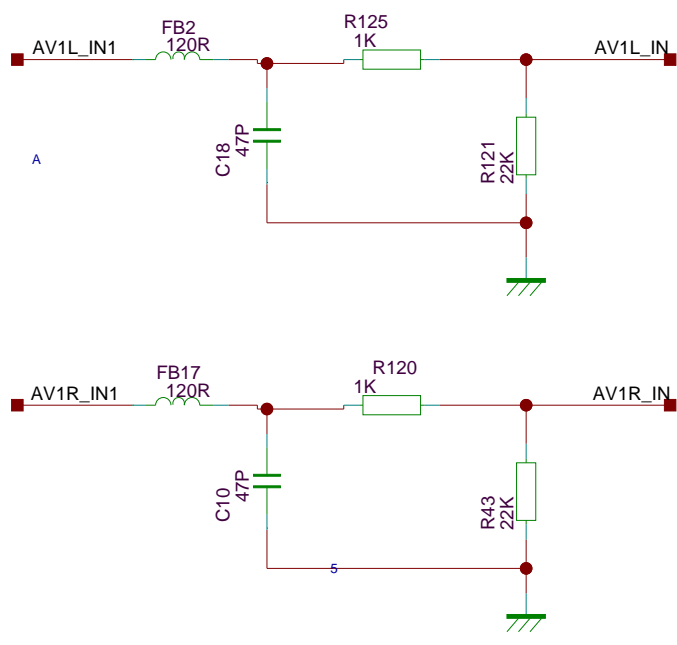 FB2
120R
R125
1K
AV1L_IN1
AV1L_IN
A
C18
47P
R121
22K
FB17
120R
R120
1K
AV1R_IN1
AV1R_IN
C10
47P
R43
22K
5